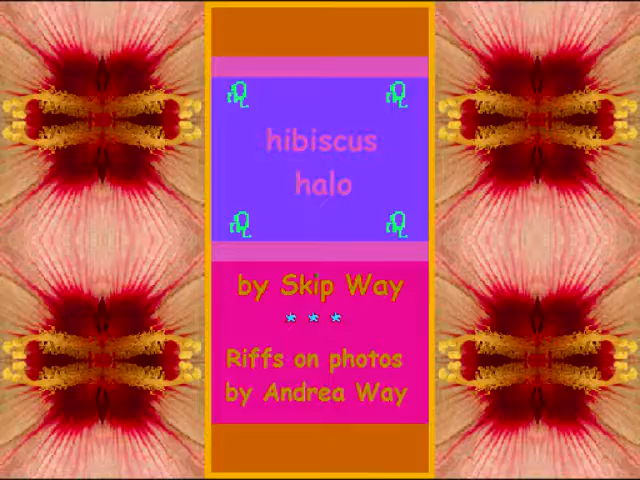 hibiscus
halo
by Skip Way
* * *
Riffs on photos
by Andrea Way